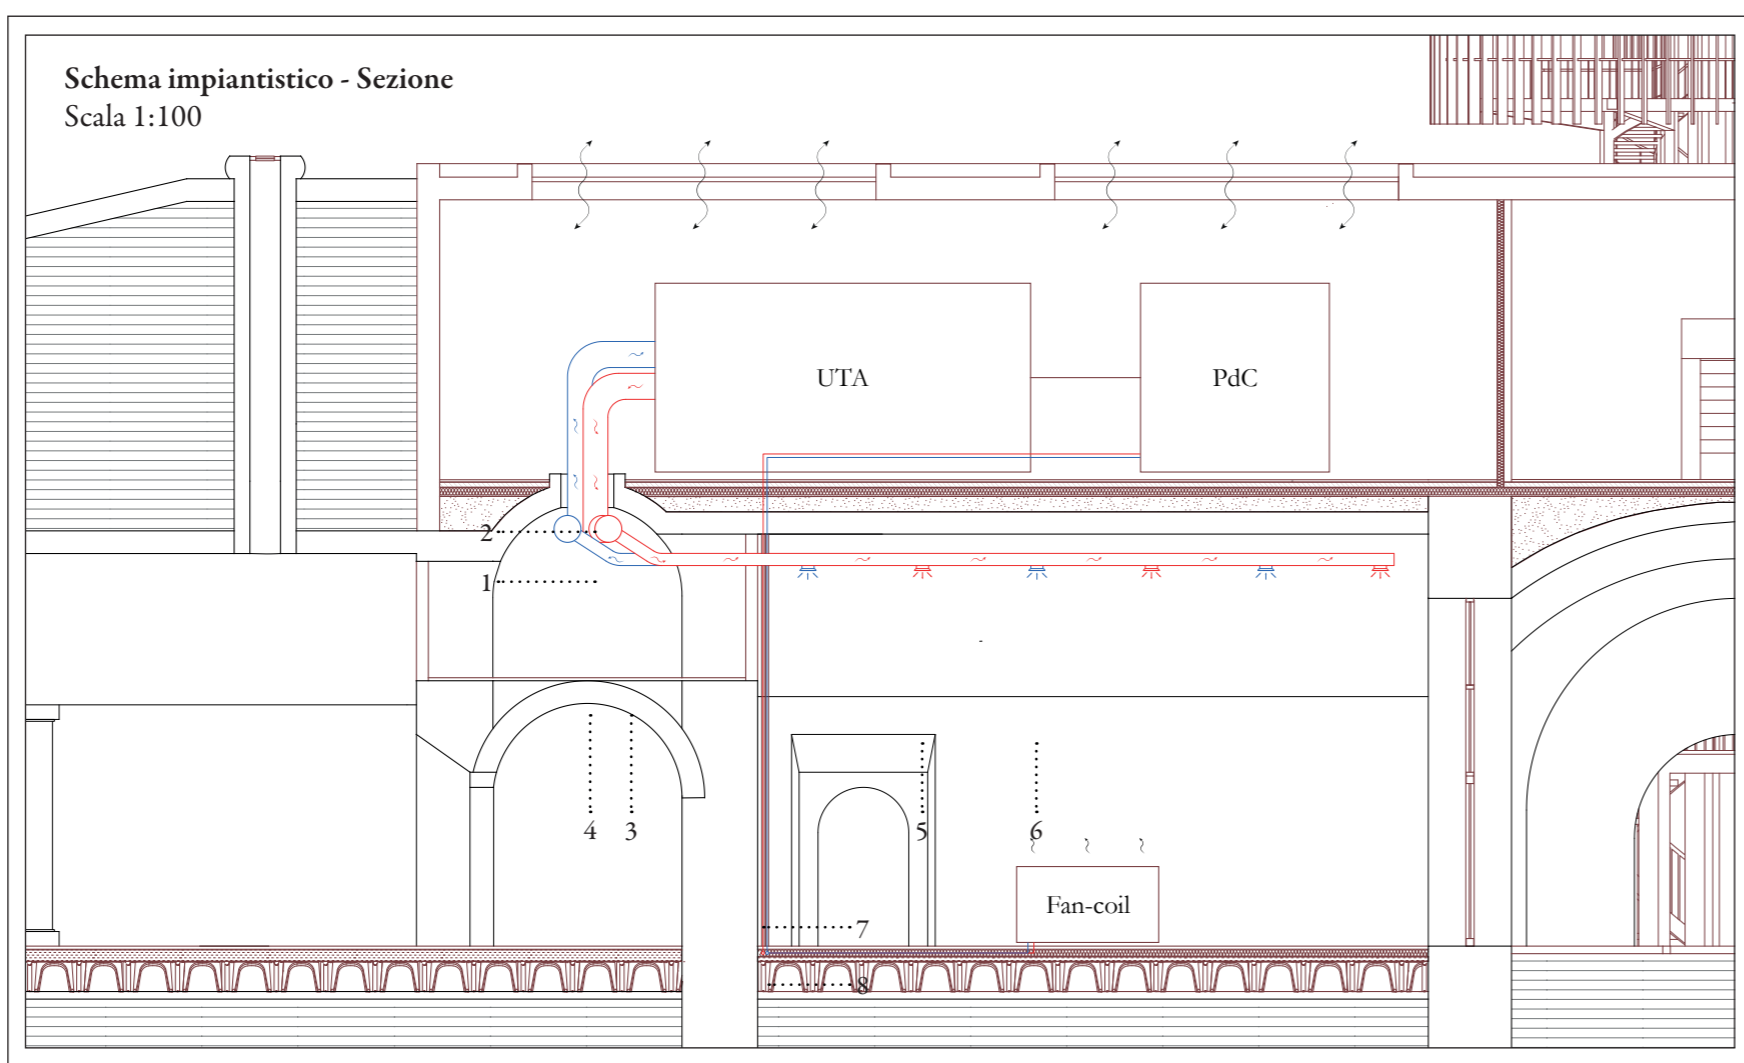 Schema impiantistico - Sezione
Scala 1:100
UTA
PdC
2
1
4
3
5
6
Fan-coil
7
8